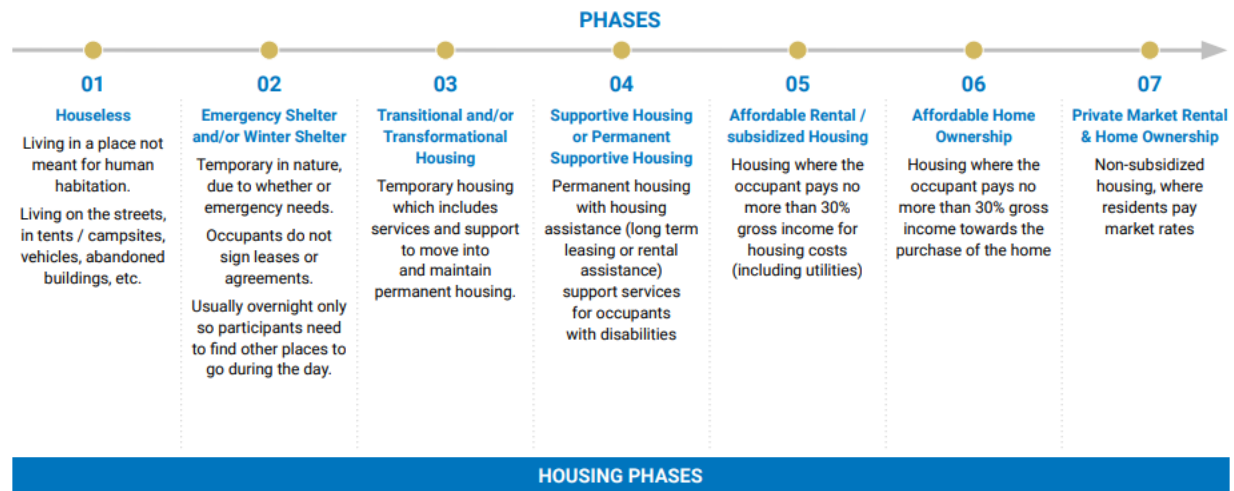 PHASES
01
Houseless
Living in a place not
meant for human
habitation.
Living on the streets,
in tents / campsites,
vehicles, abandoned
buildings, etc.
02
Emergency Shelter
and/or Winter Shelter
Temporary in nature,
due to whether or
emergency needs.
Occupants do not
sign leases or
agreements.
Usually overnight only
so participants need
to find other places to
go during the day.
03
Transitional and/or
Transformational
Housing
Temporary housing
which includes
services and support
to move into
and maintain
permanent housing.
04
Supportive Housing
or Permanent
Supportive Housing
Permanent housing
with housing
assistance (long term
leasing or rental
assistance)
support services
for occupants
with disabilities
05
Affordable Rental /
subsidized Housing
Housing where the
occupant pays no
more than 30%
gross income for
housing costs
(including utilities)
06
Affordable Home
Ownership
Housing where the
occupant pays no
more than 30% gross
income towards the
purchase of the home
07
Private Market Rental
& Home Ownership
Non-subsidized
housing, where
residents pay
market rates
HOUSING PHASES